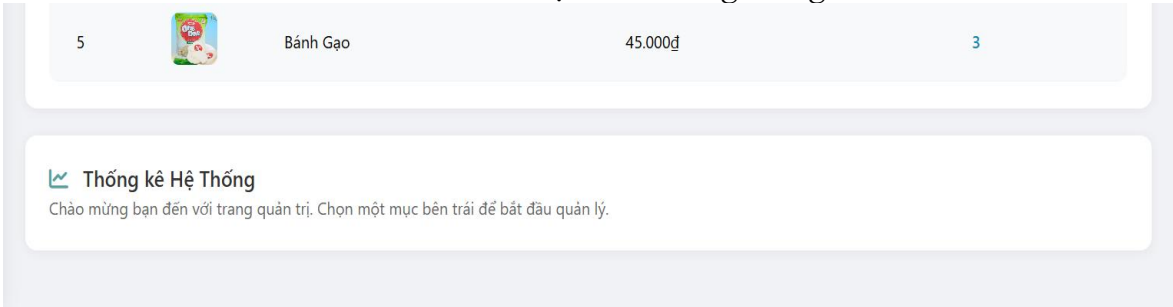 5 Bánh Gạo 45.000₫ 3
Thống kê Hệ Thống
Chào mừng bạn đến với trang quản trị. Chọn một mục bên trái để bắt đầu quản lý.